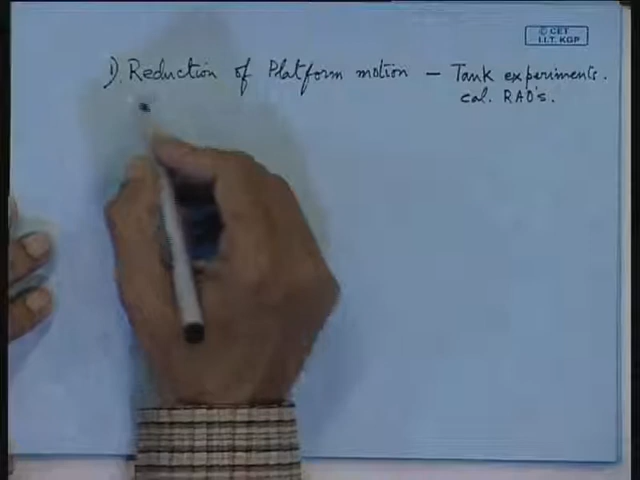 © CET
I.I.T. KGP
1). Reduction of Platform motion – Tank experiments.
cal. RAO's.